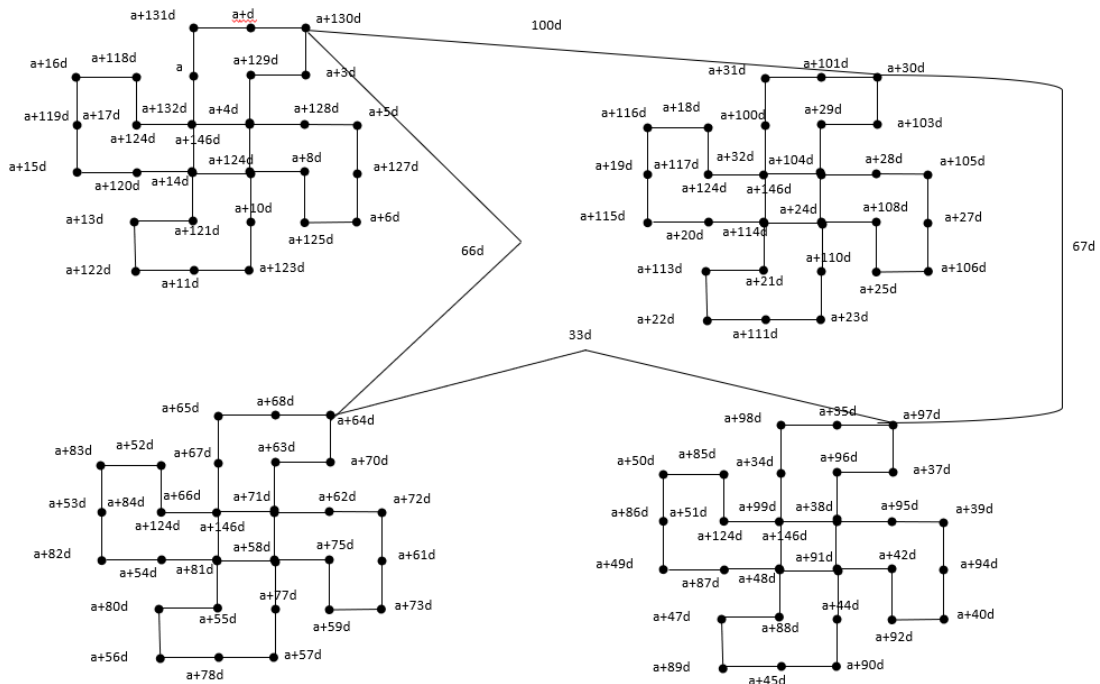 a+131d a+d a+130d
100d
a+16d a+118d a a+129d a+3d
a+119d a+17d a+132d a+4d a+128d a+5d
a+124d a+146d
a+15d a+120d a+14d a+124d a+8d a+127d
a+13d a+121d a+10d a+125d a+6d
a+122d a+11d a+123d
a+31d a+101d a+30d
a+116d a+18d a+100d a+29d a+103d
a+19d a+117d a+32d a+104d a+28d a+105d
a+124d a+146d
a+115d a+20d a+114d a+24d a+108d a+27d
a+113d a+21d a+110d a+25d a+106d
a+22d a+111d a+23d
66d
67d
33d
a+65d a+68d a+64d
a+83d a+52d a+67d a+63d a+70d
a+53d a+84d a+66d a+71d a+62d a+72d
a+124d a+146d
a+82d a+54d a+81d a+58d a+75d a+61d
a+80d a+55d a+77d a+59d a+73d
a+56d a+78d a+57d
a+98d a+35d a+97d
a+50d a+85d a+34d a+96d a+37d
a+86d a+51d a+99d a+38d a+95d a+39d
a+124d a+146d
a+49d a+87d a+48d a+91d a+42d a+94d
a+47d a+88d a+44d a+92d a+40d
a+89d a+45d a+90d